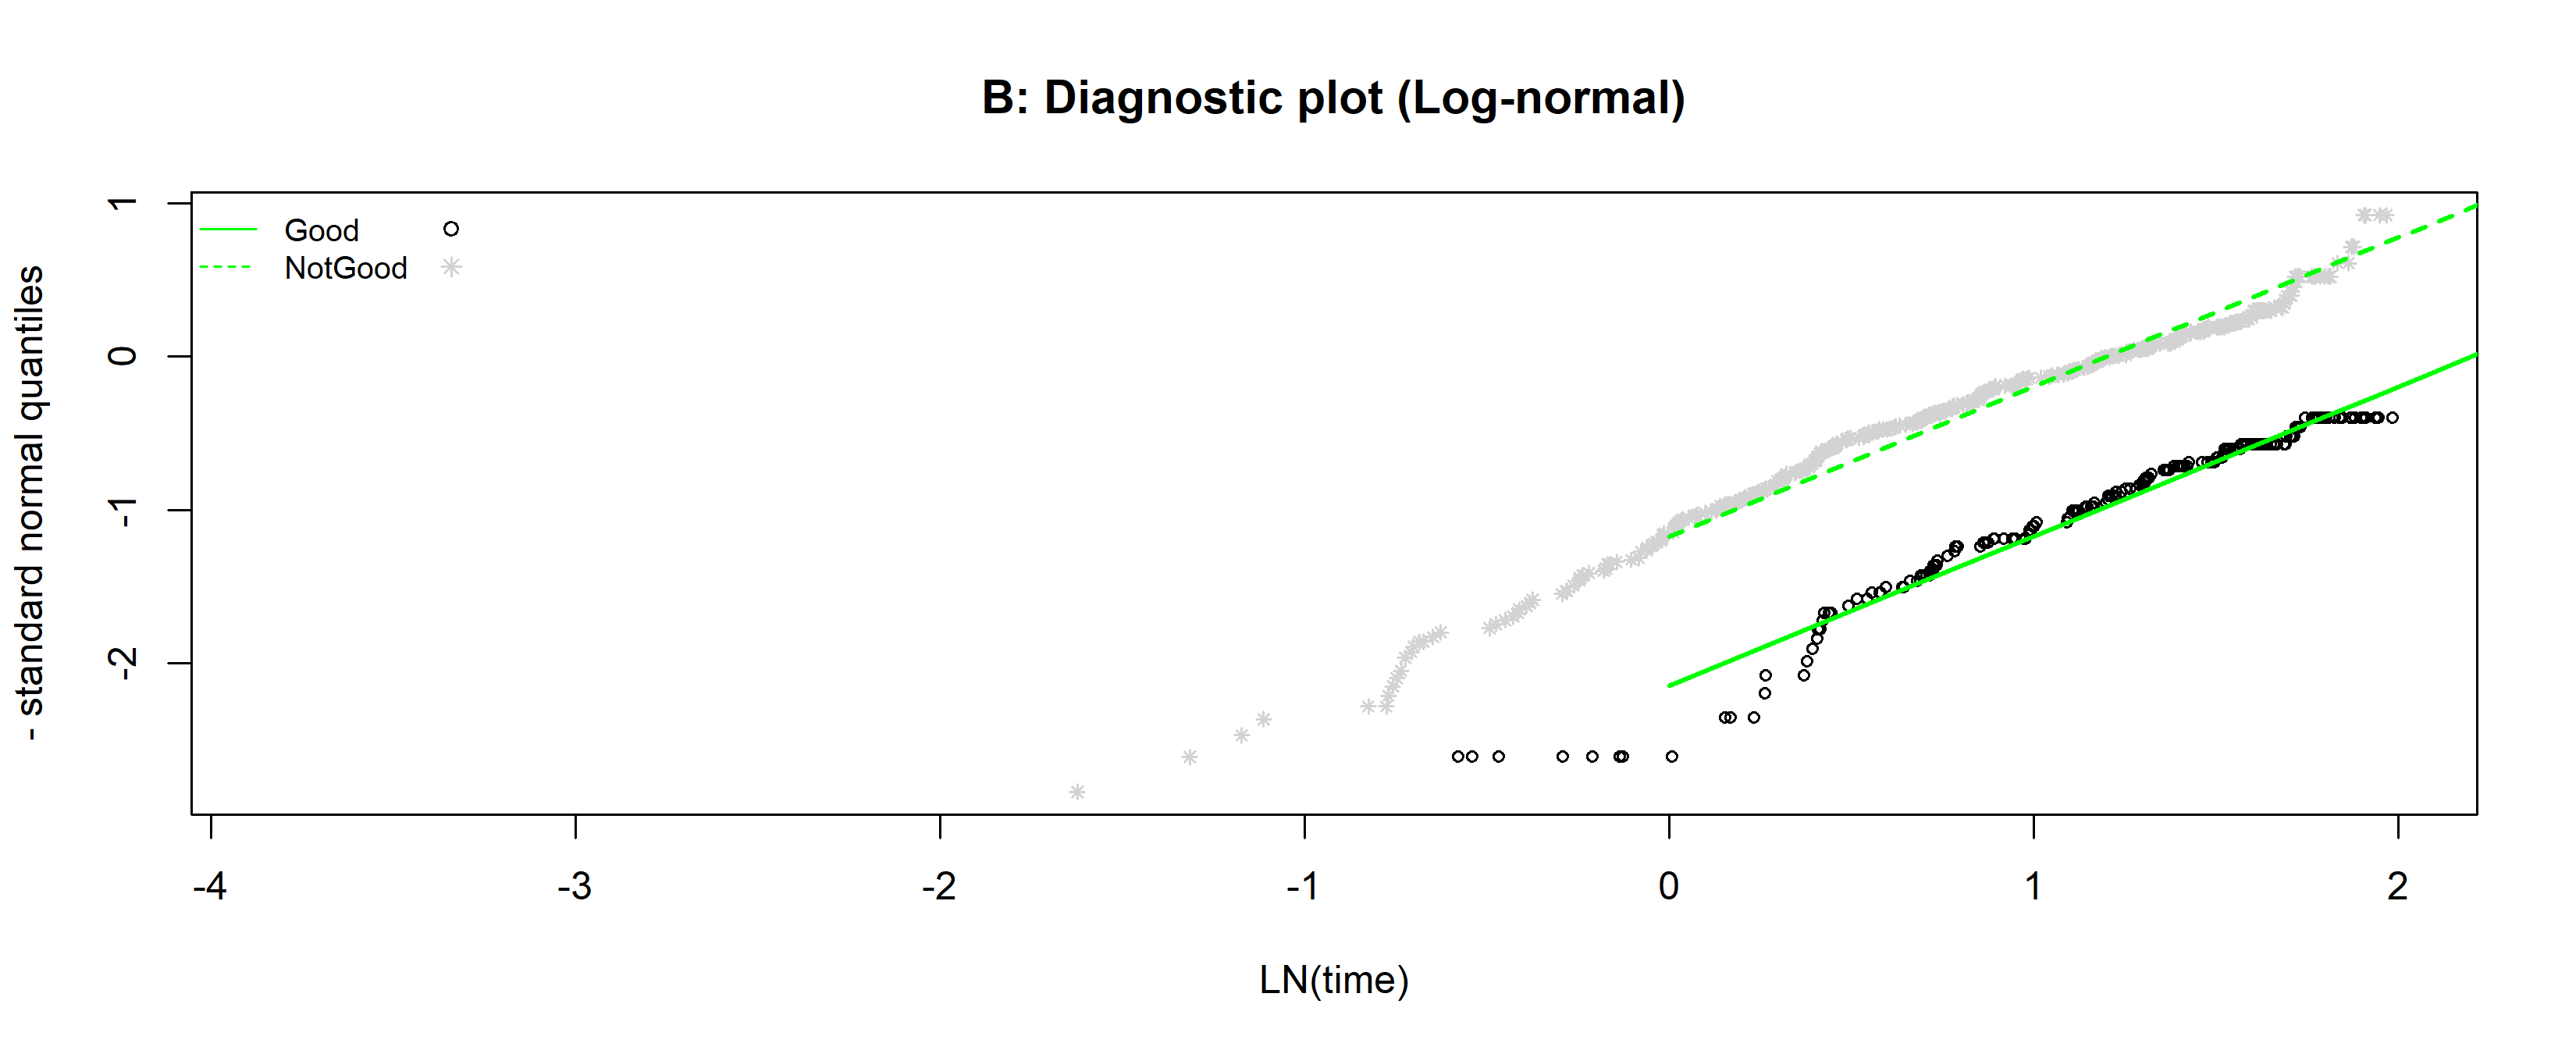 B: Diagnostic plot (Log-normal)
- standard normal quantiles
1
0
-1
-2
Good
NotGood
-4 -3 -2 -1 0 1 2
LN(time)